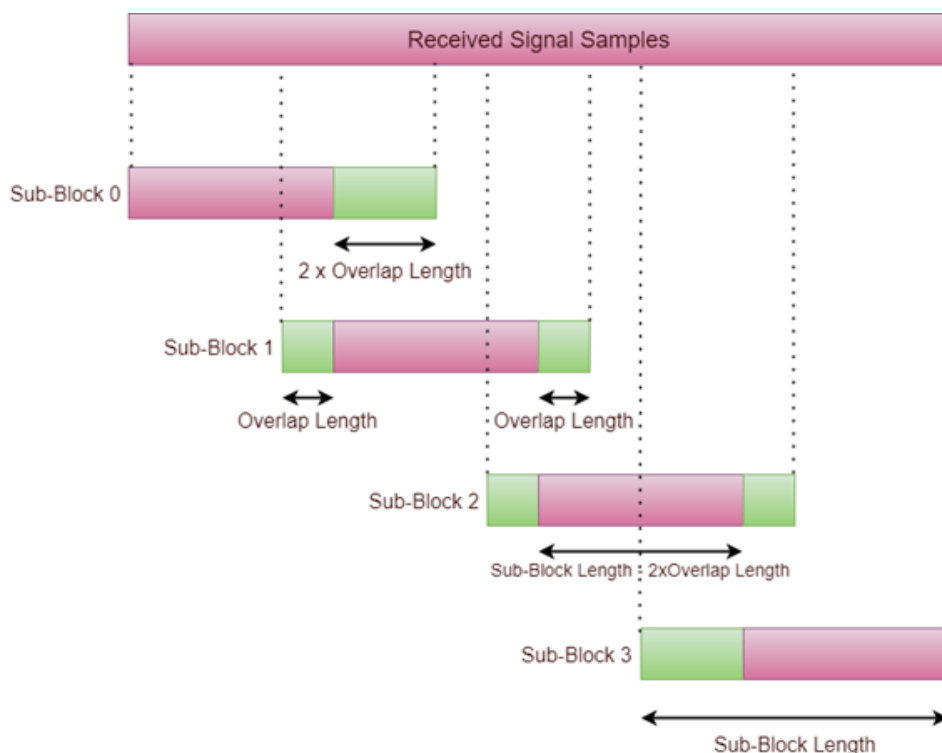 Received Signal Samples
Sub-Block 0
2 x Overlap Length
Sub-Block 1
Overlap Length
Overlap Length
Sub-Block 2
Sub-Block Length - 2xOverlap Length
Sub-Block 3
Sub-Block Length